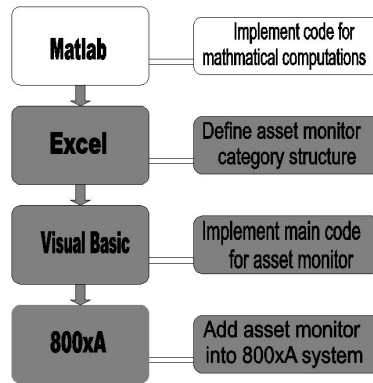 Matlab
Implement code for
mathmatical computations
Excel
Define asset monitor
category structure
Visual Basic
Implement main code
for asset monitor
800xA
Add asset monitor
into 800xA system